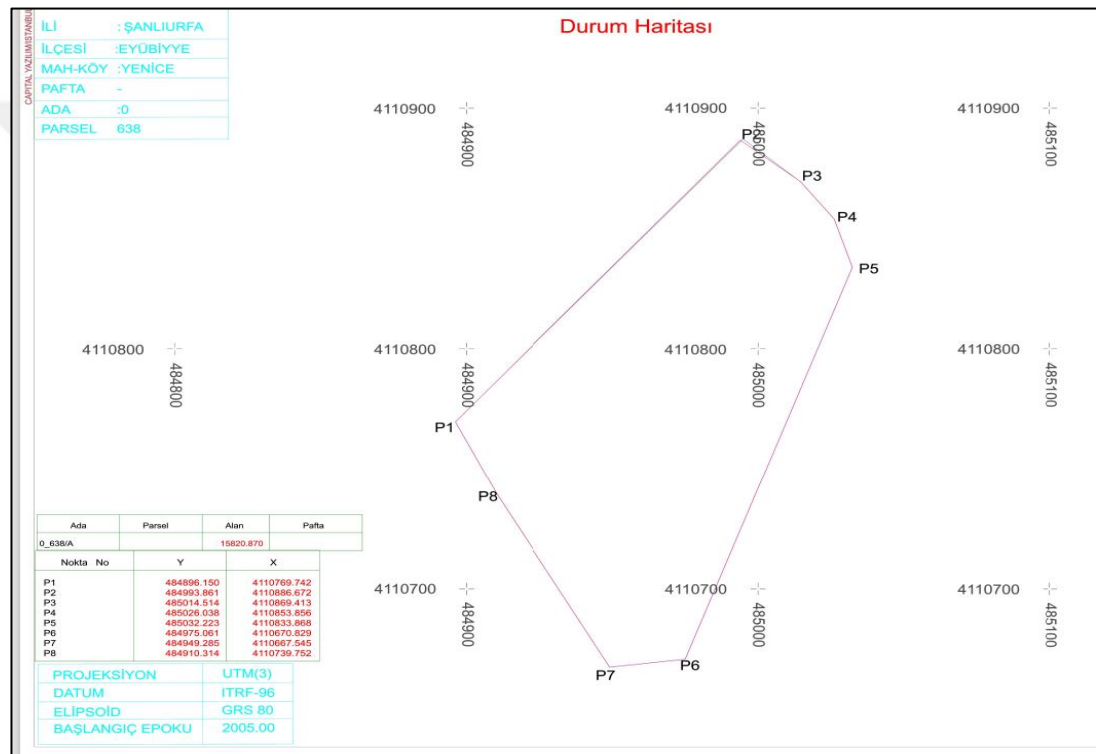 CAPITAL YAZILIM/ISTANBUL
İLİ : ŞANLIURFA
İLÇESİ :EYÜBİYYE
MAH-KÖY :YENİCE
PAFTA -
ADA :0
PARSEL 638
Durum Haritası
4110900 4110900
484900 485000 485100
P2
P3
P4
P5
4110800 4110800 4110800 4110800
484800 484900 485000 485100
P1
P8
4110700 4110700 4110700
484900 485000 485100
P7 P6
Ada Parsel Alan Pafta
0_638/A 15820.870
Nokta No Y X
P1 484896.150 4110769.742
P2 484993.861 4110886.672
P3 485014.514 4110869.413
P4 485026.038 4110853.856
P5 485032.223 4110833.868
P6 484975.061 4110670.829
P7 484949.285 4110667.545
P8 484910.314 4110739.752
PROJEKSİYON UTM(3)
DATUM ITRF-96
ELİPSOİD GRS 80
BAŞLANGIÇ EPOKU 2005.00